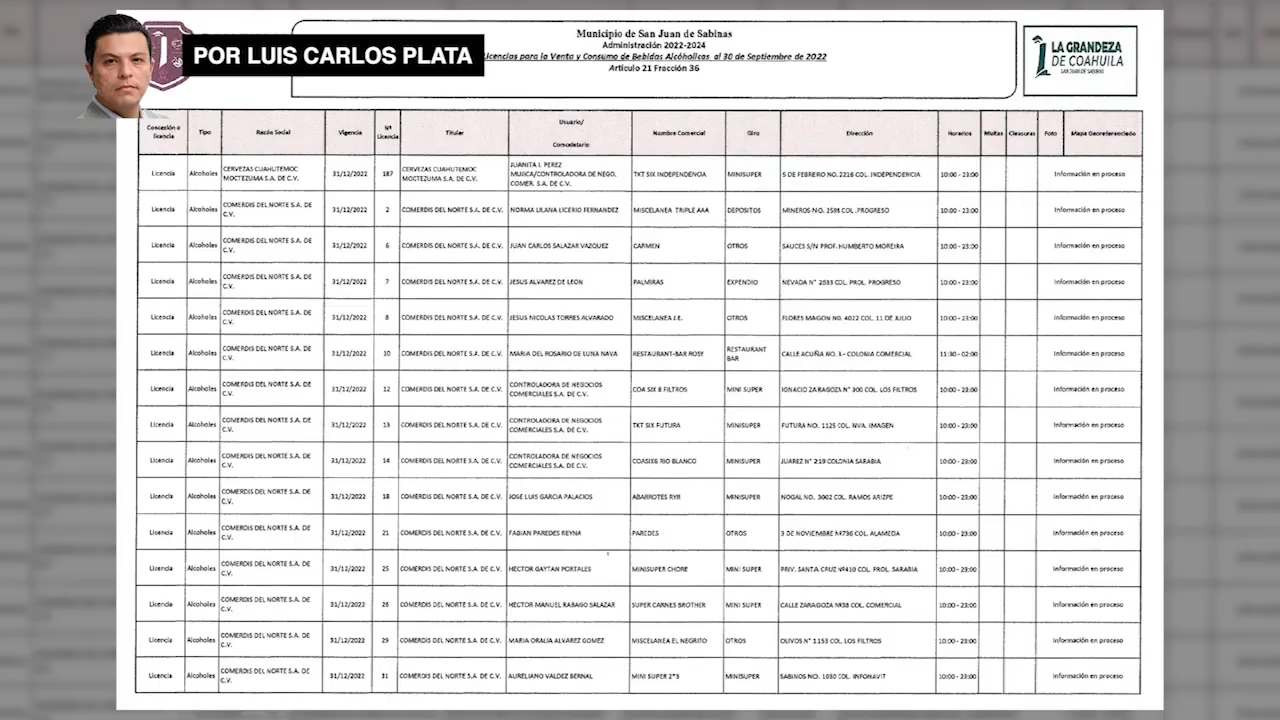 POR LUIS CARLOS PLATA
Municipio de San Juan de Sabinas
Administración 2022-2024
Licencias para la Venta y Consumo de Bebidas Alcóholicas al 30 de Septiembre de 2022
Artículo 21 Fracción 36
LA GRANDEZA
DE COAHUILA
SAN JUAN DE SABINAS
Concesión o licencia Tipo Razón Social Vigencia Nº Licencia Titular Usuario/ Comodatario Nombre Comercial Giro Dirección Horarios Multas Clausuras Foto Mapa Georeferenciado
Licencia Alcoholes CERVEZAS CUAHUTEMOC MOCTEZUMA S.A. DE C.V. 31/12/2022 187 CERVEZAS CUAHUTEMOC MOCTEZUMA S.A. DE C.V. JUANITA I. PEREZ MUJICA/CONTROLADORA DE NEGO. COMER. S.A. DE C.V. TKT SIX INDEPENDENCIA MINISUPER 5 DE FEBRERO NO.2216 COL. INDEPENDENCIA 10:00 - 23:00 Información en proceso
Licencia Alcoholes COMERDIS DEL NORTE S.A. DE C.V. 31/12/2022 2 COMERDIS DEL NORTE S.A. DE C.V. NORMA LILANA LICERIO FERNANDEZ MISCELANEA TRIPLE AAA DEPOSITOS MINEROS NO. 2598 COL .PROGRESO 10:00 - 23:00 Información en proceso
Licencia Alcoholes COMERDIS DEL NORTE S.A. DE C.V. 31/12/2022 6 COMERDIS DEL NORTE S.A. DE C.V. JUAN CARLOS SALAZAR VAZQUEZ CARMEN OTROS SAUCES S/N PROF. HUMBERTO MOREIRA 10:00 - 23:00 Información en proceso
Licencia Alcoholes COMERDIS DEL NORTE S.A. DE C.V. 31/12/2022 7 COMERDIS DEL NORTE S.A. DE C.V. JESUS ALVAREZ DE LEON PALMIRAS EXPENDIO NEVADA N° 2633 COL. PROL. PROGRESO 10:00 - 23:00 Información en proceso
Licencia Alcoholes COMERDIS DEL NORTE S.A. DE C.V. 31/12/2022 8 COMERDIS DEL NORTE S.A. DE C.V. JESUS NICOLAS TORRES ALVARADO MISCELANEA J.E. OTROS FLORES MAGON NO. 4022 COL. 11 DE JULIO 10:00 - 23:00 Información en proceso
Licencia Alcoholes COMERDIS DEL NORTE S.A. DE C.V. 31/12/2022 10 COMERDIS DEL NORTE S.A. DE C.V. MARIA DEL ROSARIO DE LUNA NAVA RESTAURANT-BAR ROSY RESTAURANT BAR CALLE ACUÑA NO. 3.- COLONIA COMERCIAL 11:30 - 02:00 Información en proceso
Licencia Alcoholes COMERDIS DEL NORTE S.A. DE C.V. 31/12/2022 12 COMERDIS DEL NORTE S.A. DE C.V. CONTROLADORA DE NEGOCIOS COMERCIALES S.A. DE C.V. COA SIX 8 FILTROS MINI SUPER IGNACIO ZARAGOZA N° 300 COL. LOS FILTROS 10:00 - 23:00 Información en proceso
Licencia Alcoholes COMERDIS DEL NORTE S.A. DE C.V. 31/12/2022 13 COMERDIS DEL NORTE S.A. DE C.V. CONTROLADORA DE NEGOCIOS COMERCIALES S.A. DE C.V. TKT SIX FUTURA MINISUPER FUTURA NO. 1125 COL. NVA. IMAGEN 10:00 - 23:00 Información en proceso
Licencia Alcoholes COMERDIS DEL NORTE S.A. DE C.V. 31/12/2022 14 COMERDIS DEL NORTE S.A. DE C.V. CONTROLADORA DE NEGOCIOS COMERCIALES S.A. DE C.V. COASIX6 RIO BLANCO MINISUPER JUAREZ N° 219 COLONIA SARABIA 10:00 - 23:00 Información en proceso
Licencia Alcoholes COMERDIS DEL NORTE S.A. DE C.V. 31/12/2022 18 COMERDIS DEL NORTE S.A. DE C.V. JOSE LUIS GARCIA PALACIOS ABARROTES RYR MINISUPER NOGAL NO. 3002 COL. RAMOS ARIZPE 10:00 - 23:00 Información en proceso
Licencia Alcoholes COMERDIS DEL NORTE S.A. DE C.V. 31/12/2022 21 COMERDIS DEL NORTE S.A. DE C.V. FABIAN PAREDES REYNA PAREDES OTROS 3 DE NOVIEMBRE Nº736 COL. ALAMEDA 10:00 - 23:00 Información en proceso
Licencia Alcoholes COMERDIS DEL NORTE S.A. DE C.V. 31/12/2022 25 COMERDIS DEL NORTE S.A. DE C.V. HECTOR GAYTAN PORTALES MINISUPER CHORE MINI SUPER PRIV. SANTA CRUZ Nº410 COL. PROL. SARABIA 10:00 - 23:00 Información en proceso
Licencia Alcoholes COMERDIS DEL NORTE S.A. DE C.V. 31/12/2022 26 COMERDIS DEL NORTE S.A. DE C.V. HECTOR MANUEL RABAGO SALAZAR SUPER CARNES BROTHER MINI SUPER CALLE ZARAGOZA Nº38 COL. COMERCIAL 10:00 - 23:00 Información en proceso
Licencia Alcoholes COMERDIS DEL NORTE S.A. DE C.V. 31/12/2022 29 COMERDIS DEL NORTE S.A. DE C.V. MARIA ORALIA ALVAREZ GOMEZ MISCELANEA EL NEGRITO OTROS OLIVOS N° 1153 COL. LOS FILTROS 10:00 - 23:00 Información en proceso
Licencia Alcoholes COMERDIS DEL NORTE S.A. DE C.V. 31/12/2022 31 COMERDIS DEL NORTE S.A. DE C.V. AURELIANO VALDEZ BERNAL MINI SUPER 2*3 MINISUPER SABINOS NO. 1030 COL. INFONAVIT 10:00 - 23:00 Información en proceso